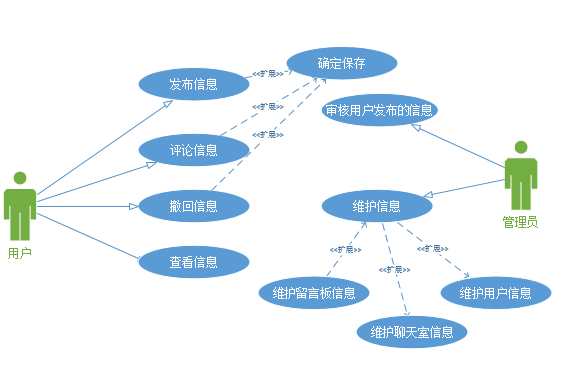 确定保存
发布信息
<<扩展>>
<<扩展>>
审核用户发布的信息
<<扩展>>
评论信息
用户
撤回信息
维护信息
管理员
查看信息
<<扩展>>
<<扩展>>
<<扩展>>
维护留言板信息
维护用户信息
维护聊天室信息